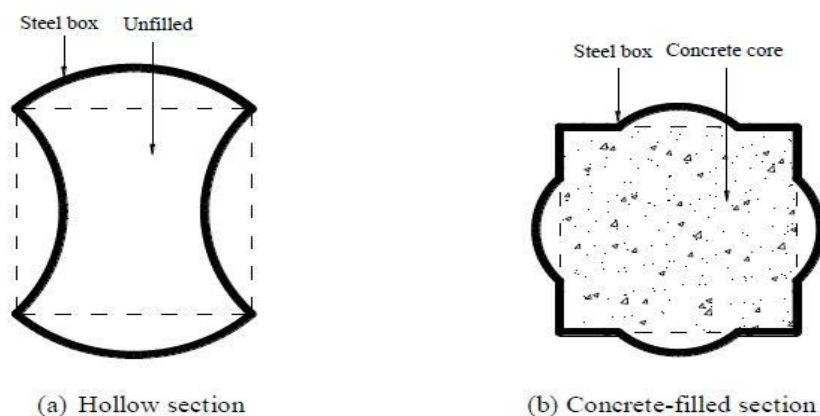 Steel box
Unfilled
Steel box
Concrete core
(a) Hollow section
(b) Concrete-filled section